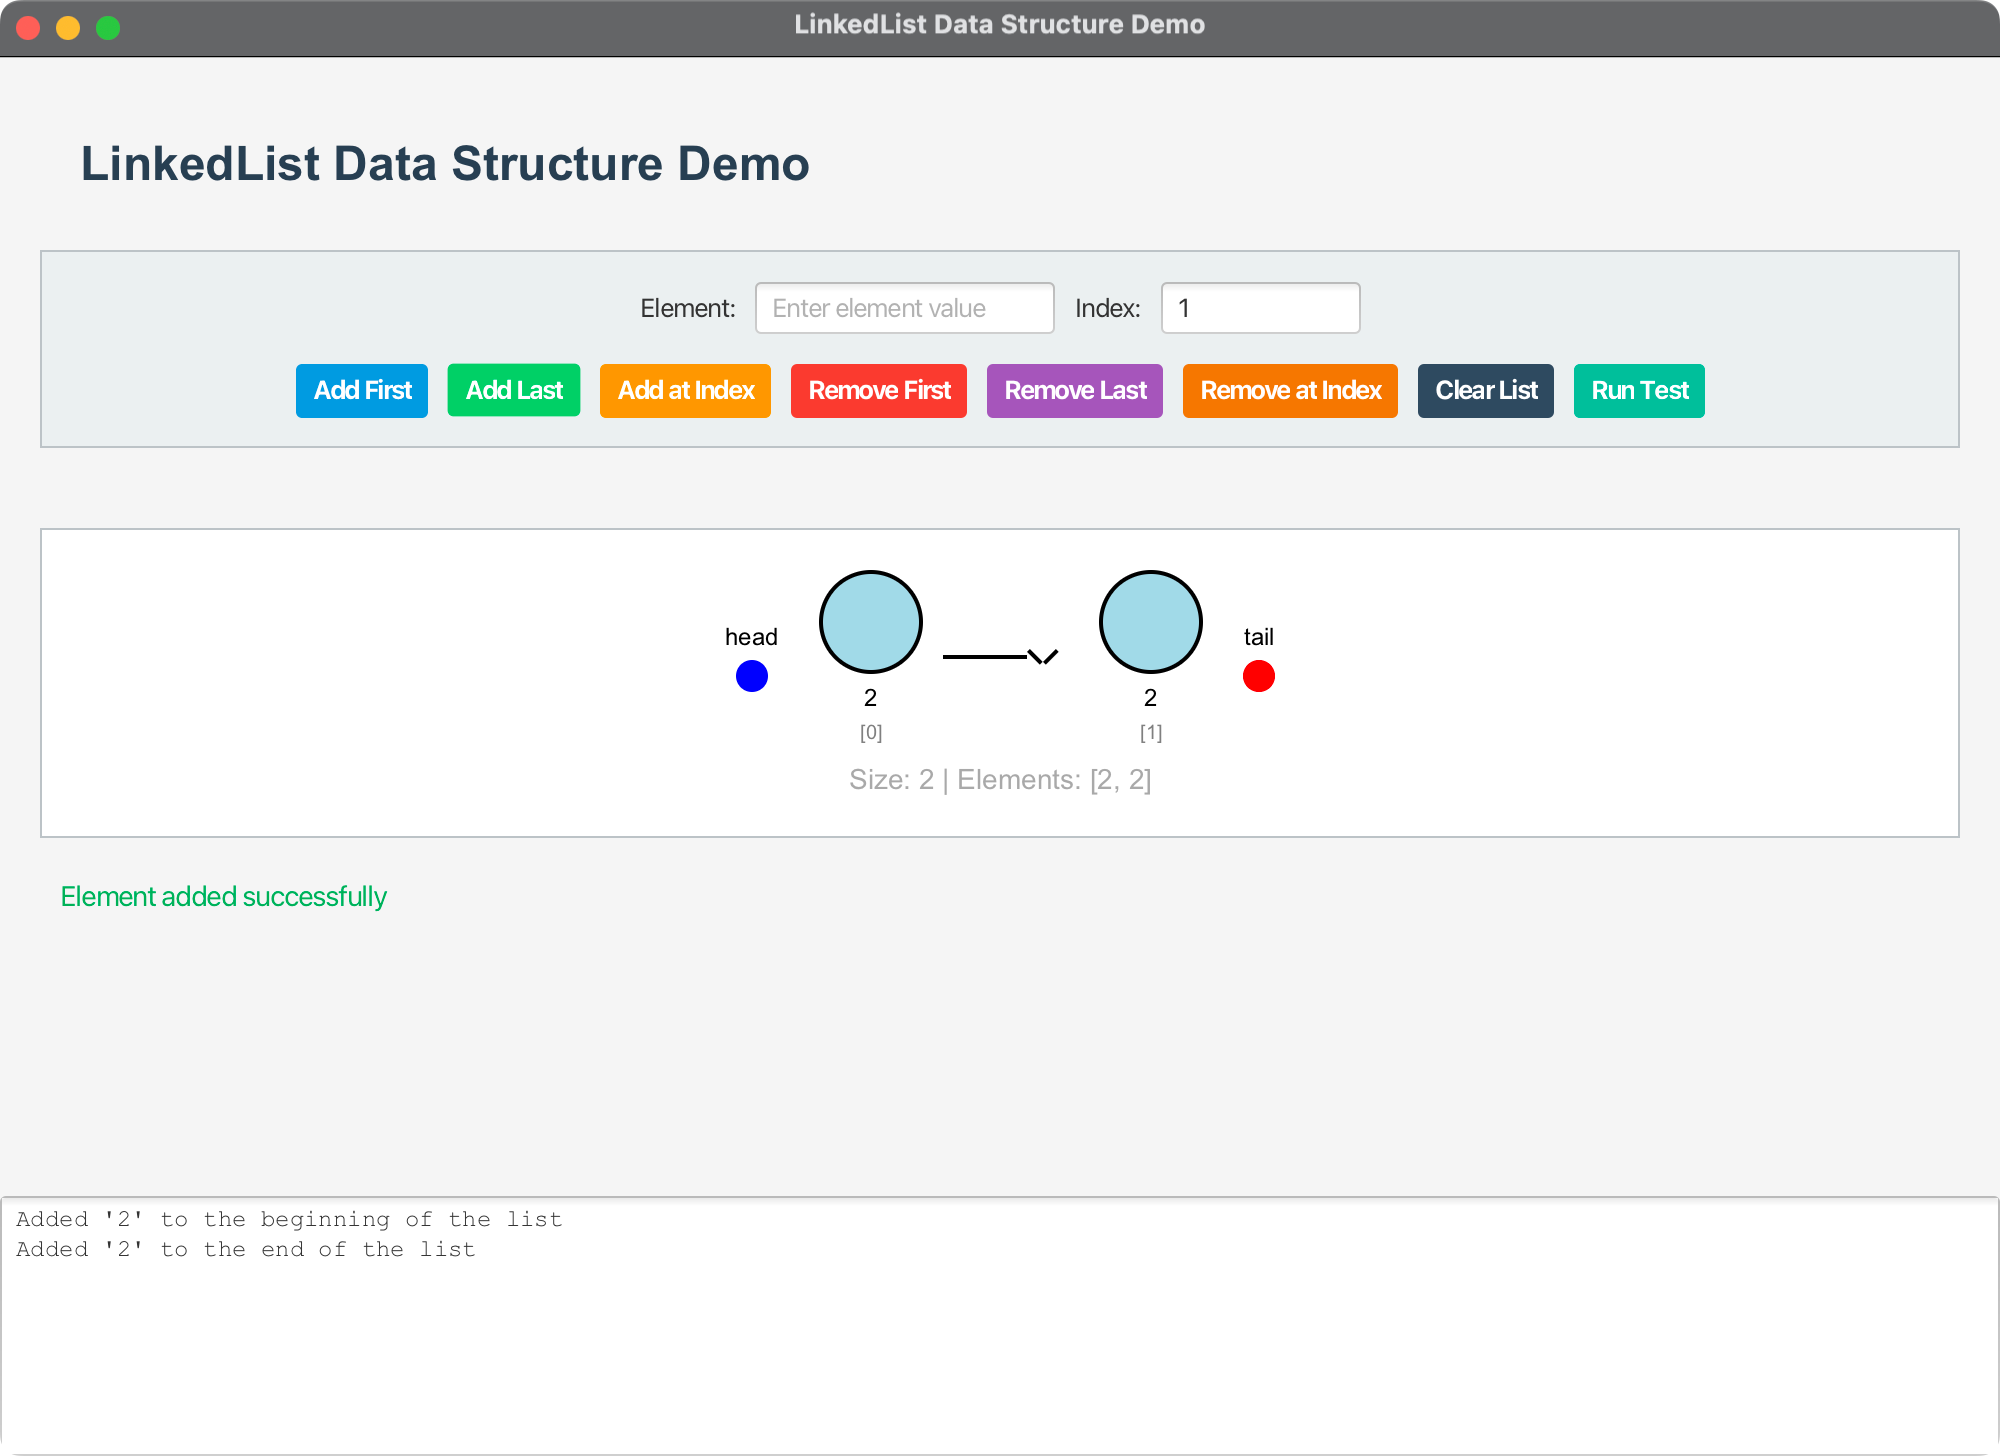 LinkedList Data Structure Demo
LinkedList Data Structure Demo
Element: Enter element value Index: 1
Add First Add Last Add at Index Remove First Remove Last Remove at Index Clear List Run Test
head tail
2 2
[0] [1]
Size: 2 | Elements: [2, 2]
Element added successfully
Added '2' to the beginning of the list
Added '2' to the end of the list